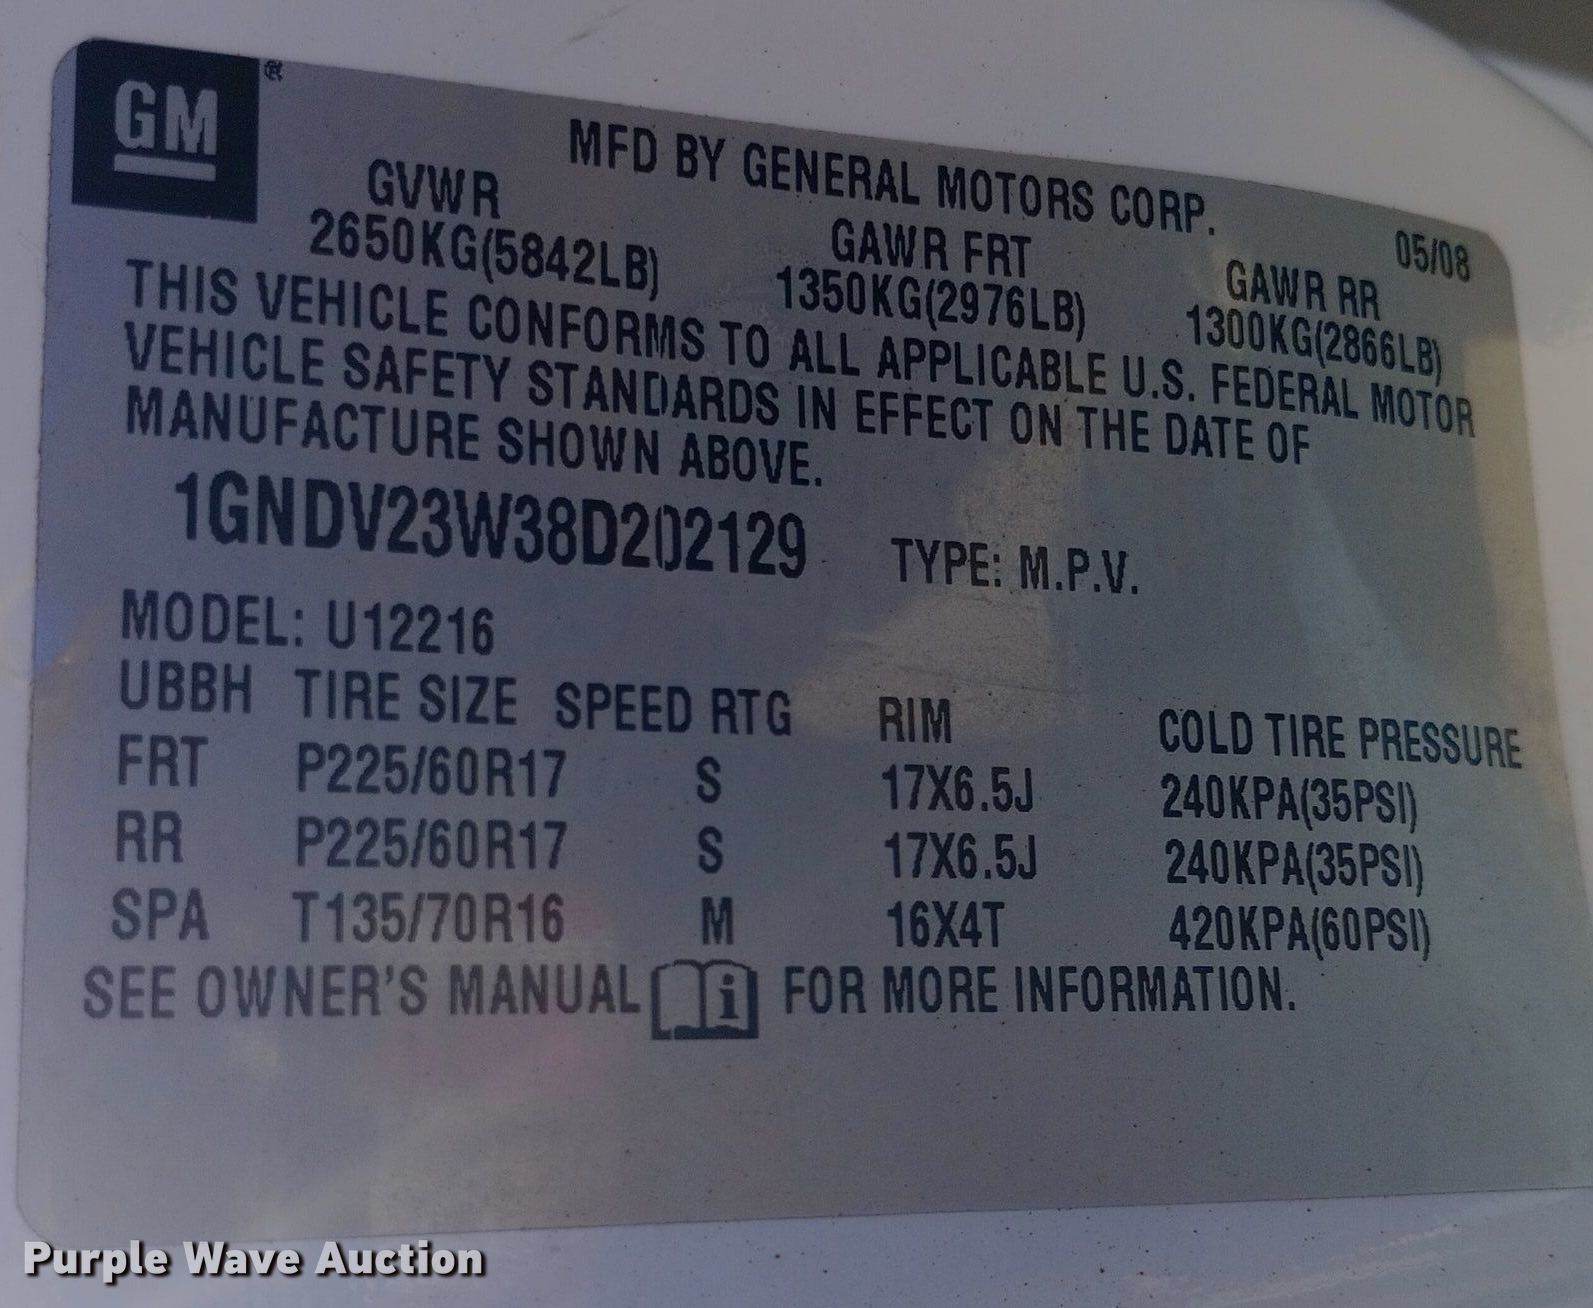 GM®
MFD BY GENERAL MOTORS CORP.
05/08
GVWR GAWR FRT GAWR RR
2650KG(5842LB) 1350KG(2976LB) 1300KG(2866LB)
THIS VEHICLE CONFORMS TO ALL APPLICABLE U.S. FEDERAL MOTOR
VEHICLE SAFETY STANDARDS IN EFFECT ON THE DATE OF
MANUFACTURE SHOWN ABOVE.
1GNDV23W38D202129 TYPE: M.P.V.
MODEL: U12216
UBBH TIRE SIZE SPEED RTG RIM COLD TIRE PRESSURE
FRT P225/60R17 S 17X6.5J 240KPA(35PSI)
RR P225/60R17 S 17X6.5J 240KPA(35PSI)
SPA T135/70R16 M 16X4T 420KPA(60PSI)
SEE OWNER'S MANUAL i FOR MORE INFORMATION.
Purple Wave Auction